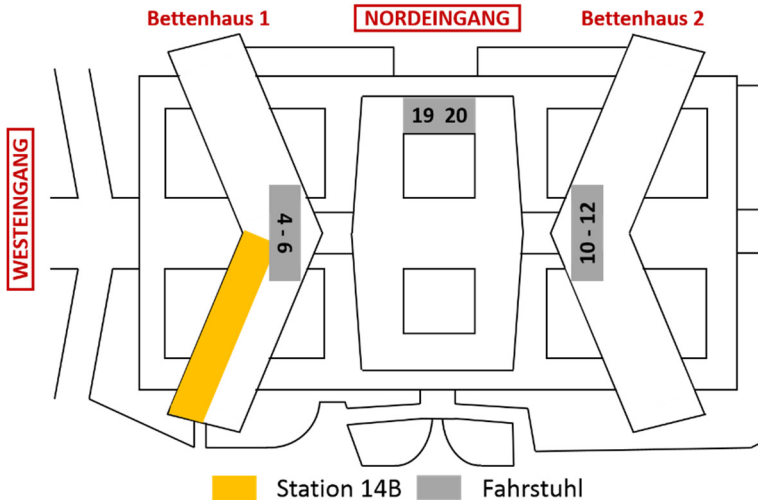 Bettenhaus 1
NORDEINGANG
Bettenhaus 2
19 20
WESTEINGANG
4 - 6
10 - 12
Station 14B
Fahrstuhl